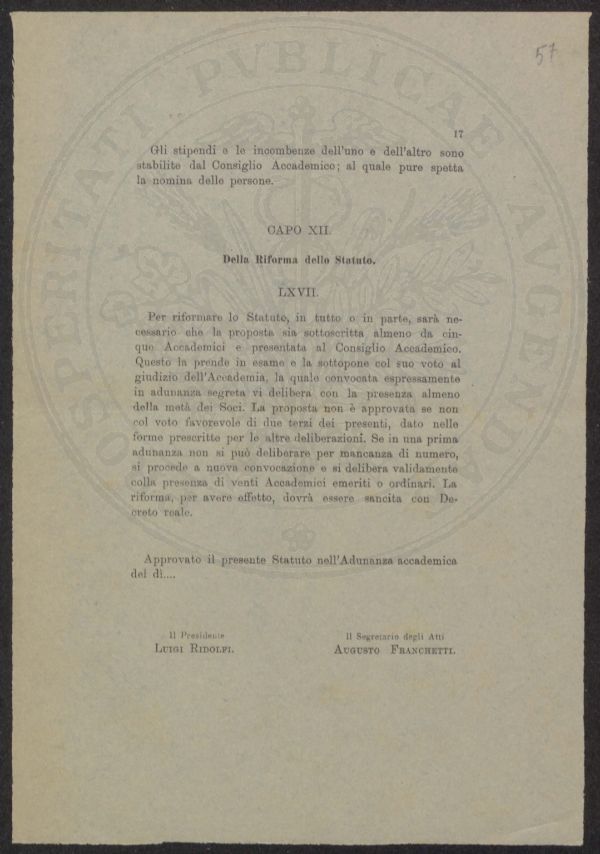 57
17
Gli stipendi e le incombenze dell'uno e dell'altro sono
stabilite dal Consiglio Accademico; al quale pure spetta
la nomina delle persone.
CAPO XII.
Della Riforma dello Statuto.
LXVII.
Per riformare lo Statuto, in tutto o in parte, sarà ne-
cessario che la proposta sia sottoscritta almeno da cin-
que Accademici e presentata al Consiglio Accademico.
Questo la prende in esame e la sottopone col suo voto al
giudizio dell'Accademia, la quale convocata espressamente
in adunanza segreta vi delibera con la presenza almeno
della metà dei Soci. La proposta non è approvata se non
col voto favorevole di due terzi dei presenti, dato nelle
forme prescritte per le altre deliberazioni. Se in una prima
adunanza non si può deliberare per mancanza di numero,
si procede a nuova convocazione e si delibera validamente
colla presenza di venti Accademici emeriti o ordinari. La
riforma, per avere effetto, dovrà essere sancita con De-
creto reale.
Approvato il presente Statuto nell'Adunanza accademica
del dì....
Il Presidente
LUIGI RIDOLFI.
Il Segretario degli Atti
AUGUSTO FRANCHETTI.
PROSPERITATI PUBLICAE AUGENDAE